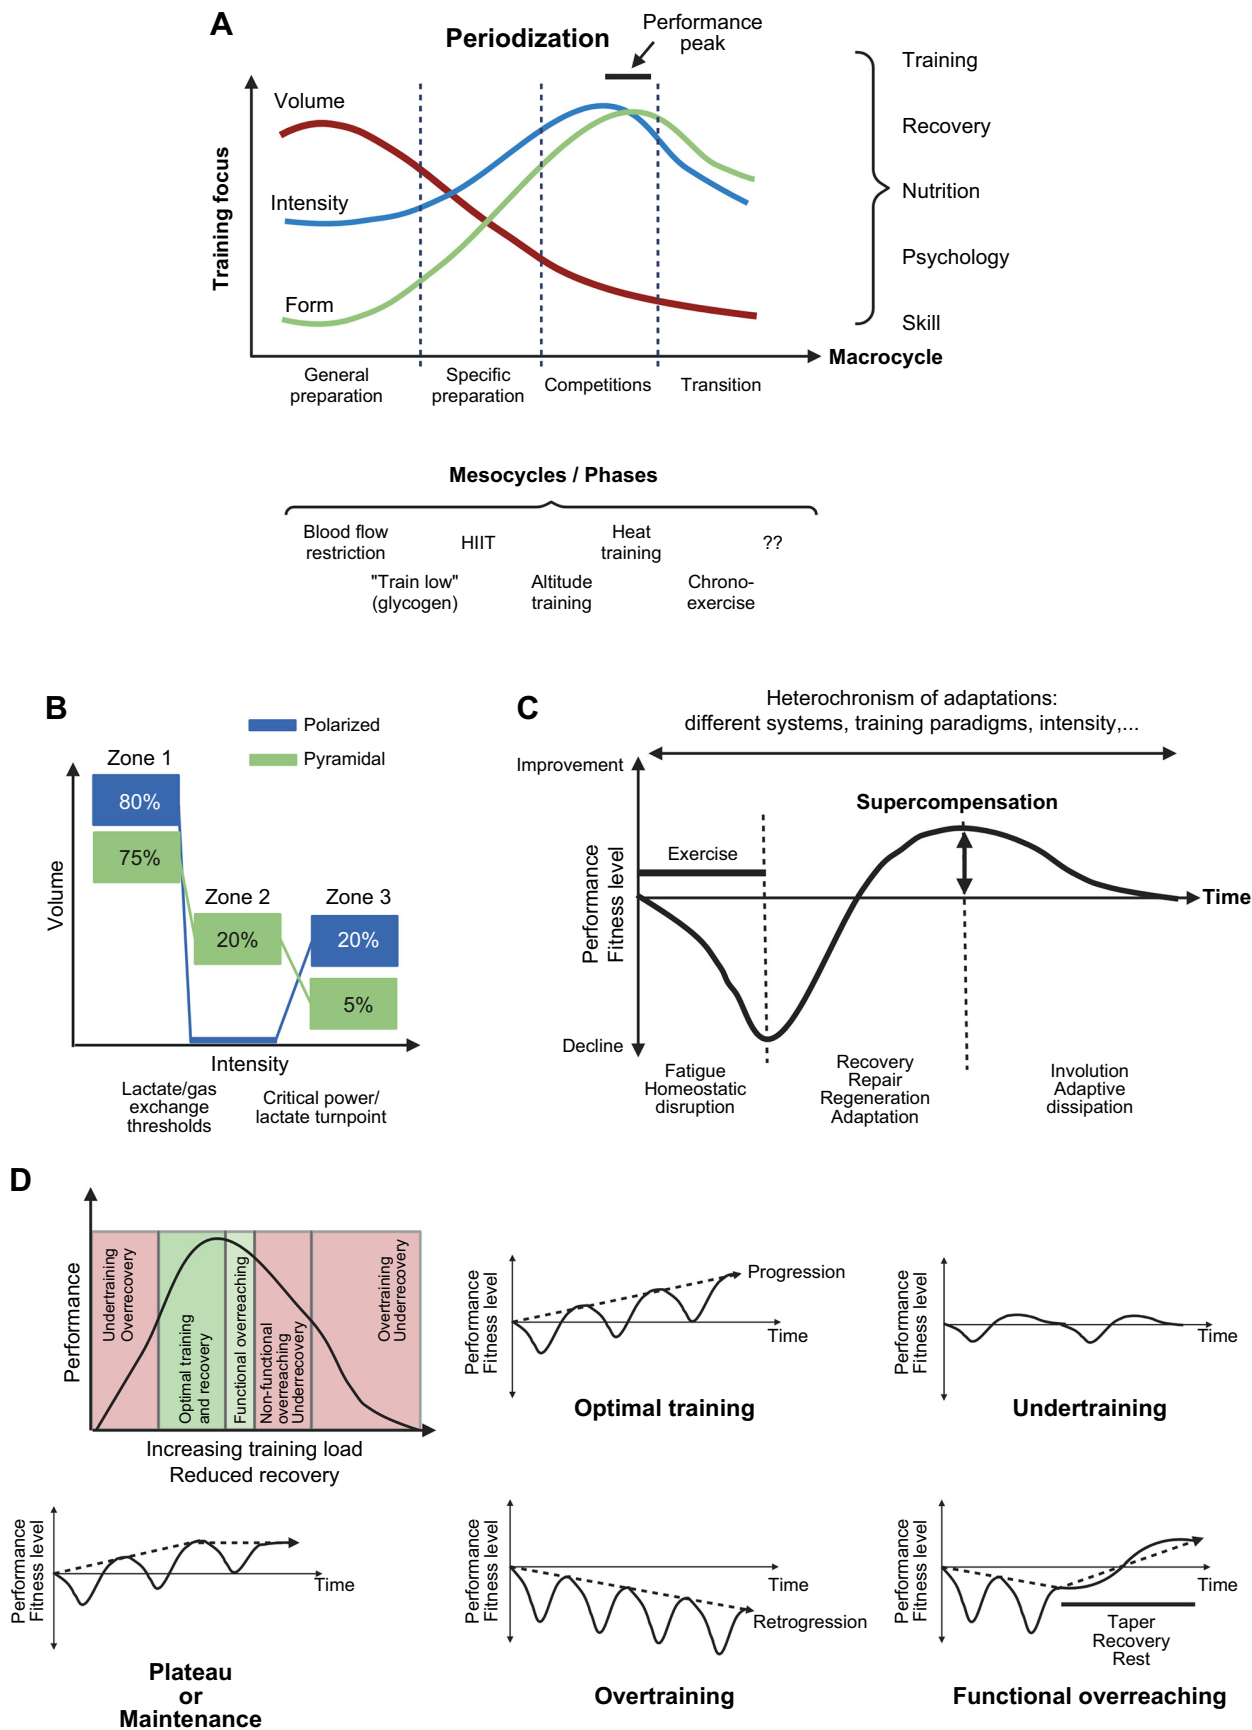 A
Periodization
Performance
peak
Volume
Intensity
Form
Training focus
Macrocycle
General
preparation
Specific
preparation
Competitions
Transition
Training
Recovery
Nutrition
Psychology
Skill
Mesocycles / Phases
Blood flow
restriction
HIIT
Heat
training
??
"Train low"
(glycogen)
Altitude
training
Chrono-
exercise
B
Polarized
Pyramidal
Zone 1
80%
75%
Zone 2
20%
Zone 3
20%
5%
Volume
Intensity
Lactate/gas
exchange
thresholds
Critical power/
lactate turnpoint
C
Heterochronism of adaptations:
different systems, training paradigms, intensity,...
Improvement
Supercompensation
Exercise
Performance
Fitness level
Time
Decline
Fatigue
Homeostatic
disruption
Recovery
Repair
Regeneration
Adaptation
Involution
Adaptive
dissipation
D
Performance
Undertraining
Overrecovery
Optimal training
and recovery
Functional overreaching
Non-functional
overreaching
Underrecovery
Overtraining
Underrecovery
Increasing training load
Reduced recovery
Performance
Fitness level
Progression
Time
Optimal training
Performance
Fitness level
Time
Undertraining
Performance
Fitness level
Time
Plateau
or
Maintenance
Performance
Fitness level
Time
Retrogression
Overtraining
Performance
Fitness level
Time
Taper
Recovery
Rest
Functional overreaching